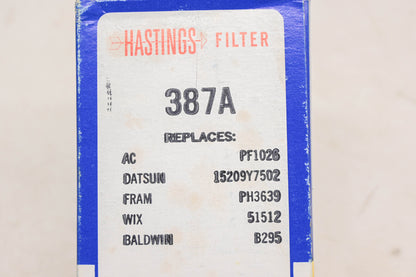 HASTINGS FILTER
387A
REPLACES:
AC PF1026
DATSUN 15209Y7502
FRAM PH3639
WIX 51512
BALDWIN B295